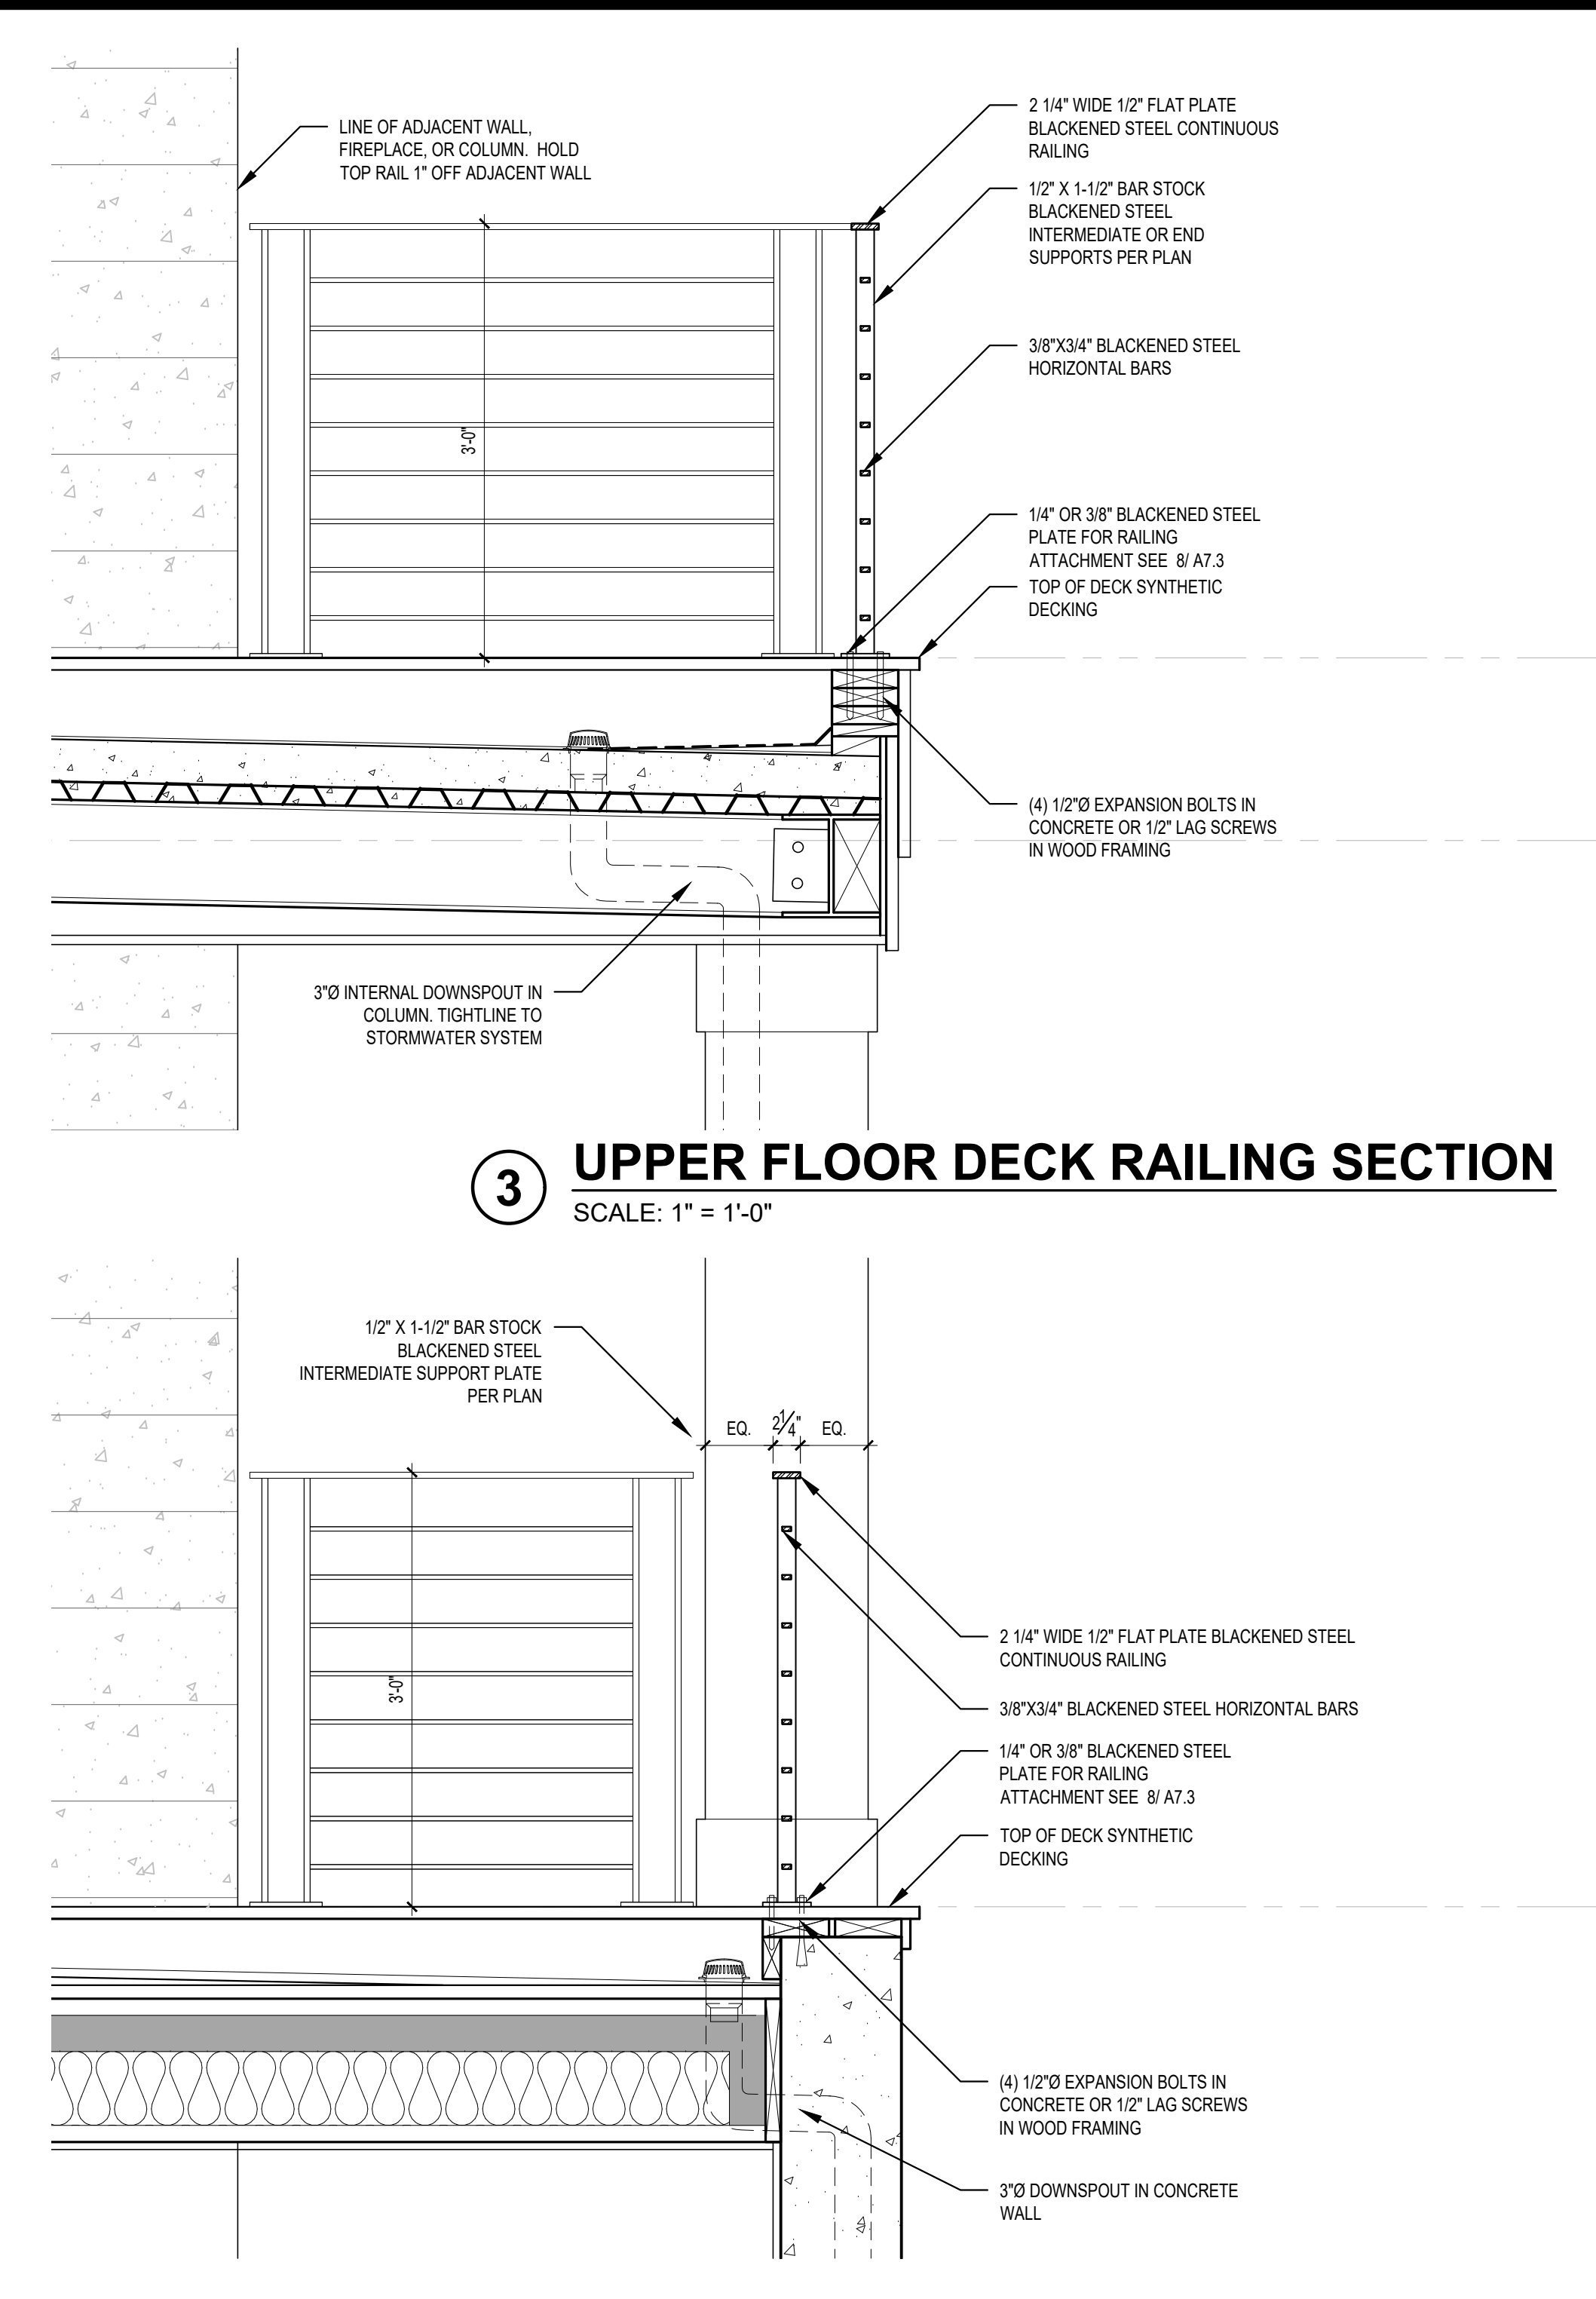 LINE OF ADJACENT WALL,
FIREPLACE, OR COLUMN. HOLD
TOP RAIL 1" OFF ADJACENT WALL
2 1/4" WIDE 1/2" FLAT PLATE
BLACKENED STEEL CONTINUOUS
RAILING
1/2" X 1-1/2" BAR STOCK
BLACKENED STEEL
INTERMEDIATE OR END
SUPPORTS PER PLAN
3/8"X3/4" BLACKENED STEEL
HORIZONTAL BARS
3'-0"
1/4" OR 3/8" BLACKENED STEEL
PLATE FOR RAILING
ATTACHMENT SEE 8/ A7.3
TOP OF DECK SYNTHETIC
DECKING
(4) 1/2"Ø EXPANSION BOLTS IN
CONCRETE OR 1/2" LAG SCREWS
IN WOOD FRAMING
3"Ø INTERNAL DOWNSPOUT IN
COLUMN. TIGHTLINE TO
STORMWATER SYSTEM
3
UPPER FLOOR DECK RAILING SECTION
SCALE: 1" = 1'-0"
1/2" X 1-1/2" BAR STOCK
BLACKENED STEEL
INTERMEDIATE SUPPORT PLATE
PER PLAN
EQ. 2 1/4" EQ.
3'-0"
2 1/4" WIDE 1/2" FLAT PLATE BLACKENED STEEL
CONTINUOUS RAILING
3/8"X3/4" BLACKENED STEEL HORIZONTAL BARS
1/4" OR 3/8" BLACKENED STEEL
PLATE FOR RAILING
ATTACHMENT SEE 8/ A7.3
TOP OF DECK SYNTHETIC
DECKING
(4) 1/2"Ø EXPANSION BOLTS IN
CONCRETE OR 1/2" LAG SCREWS
IN WOOD FRAMING
3"Ø DOWNSPOUT IN CONCRETE
WALL